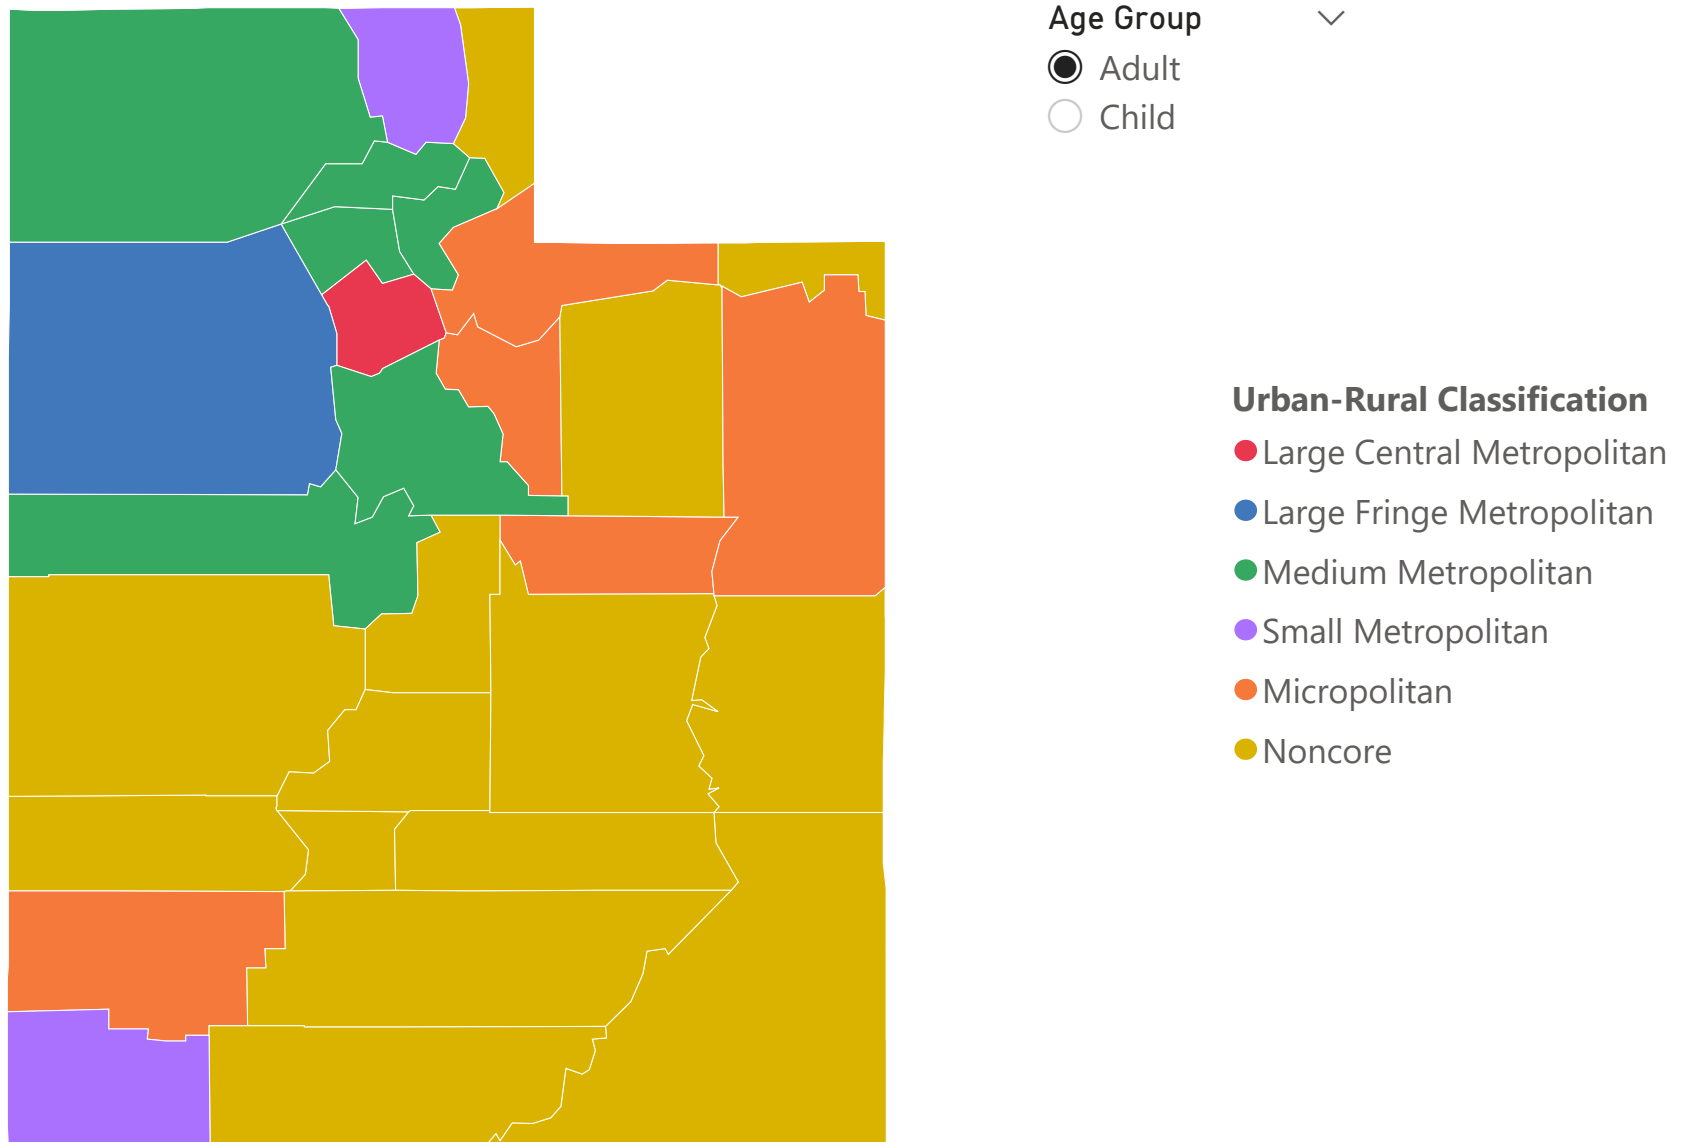 Age Group
Adult
Child
Urban-Rural Classification
Large Central Metropolitan
Large Fringe Metropolitan
Medium Metropolitan
Small Metropolitan
Micropolitan
Noncore